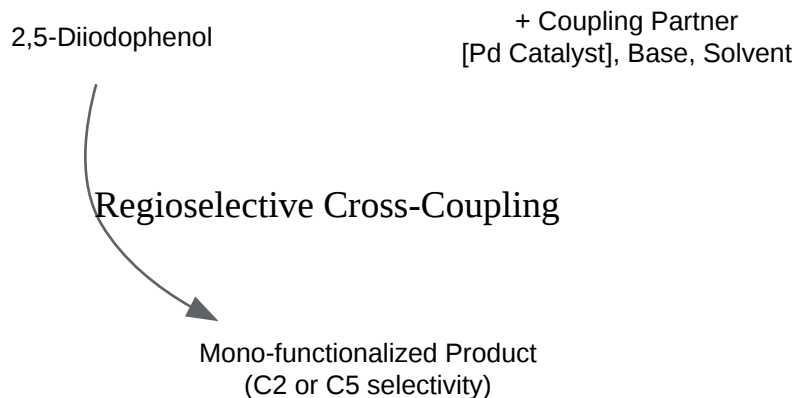 2,5-Diiodophenol
+ Coupling Partner
[Pd Catalyst], Base, Solvent
Regioselective Cross-Coupling
Mono-functionalized Product
(C2 or C5 selectivity)